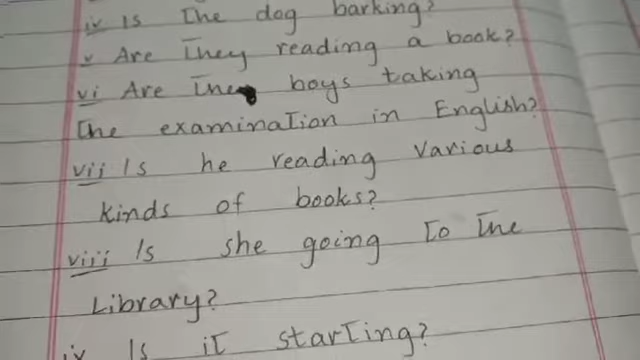 iv Is the dog barking?
v Are they reading a book?
vi Are the boys taking
the examination in English?
vii Is he reading various
kinds of books?
viii Is she going to the
Library?
ix Is it starting?